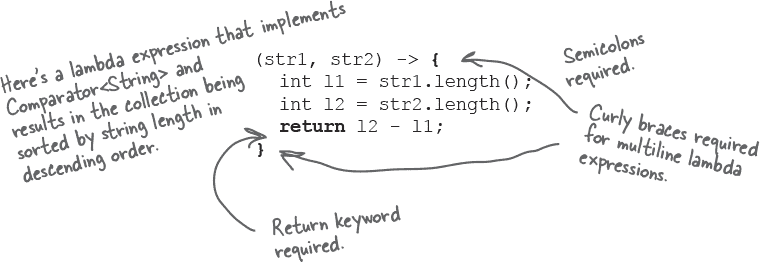 Here's a lambda expression that implements
Comparator<String> and
results in the collection being
sorted by string length in
descending order.
(str1, str2) -> {
int l1 = str1.length();
int l2 = str2.length();
return l2 - l1;
}
Semicolons
required.
Curly braces required
for multiline lambda
expressions.
Return keyword
required.